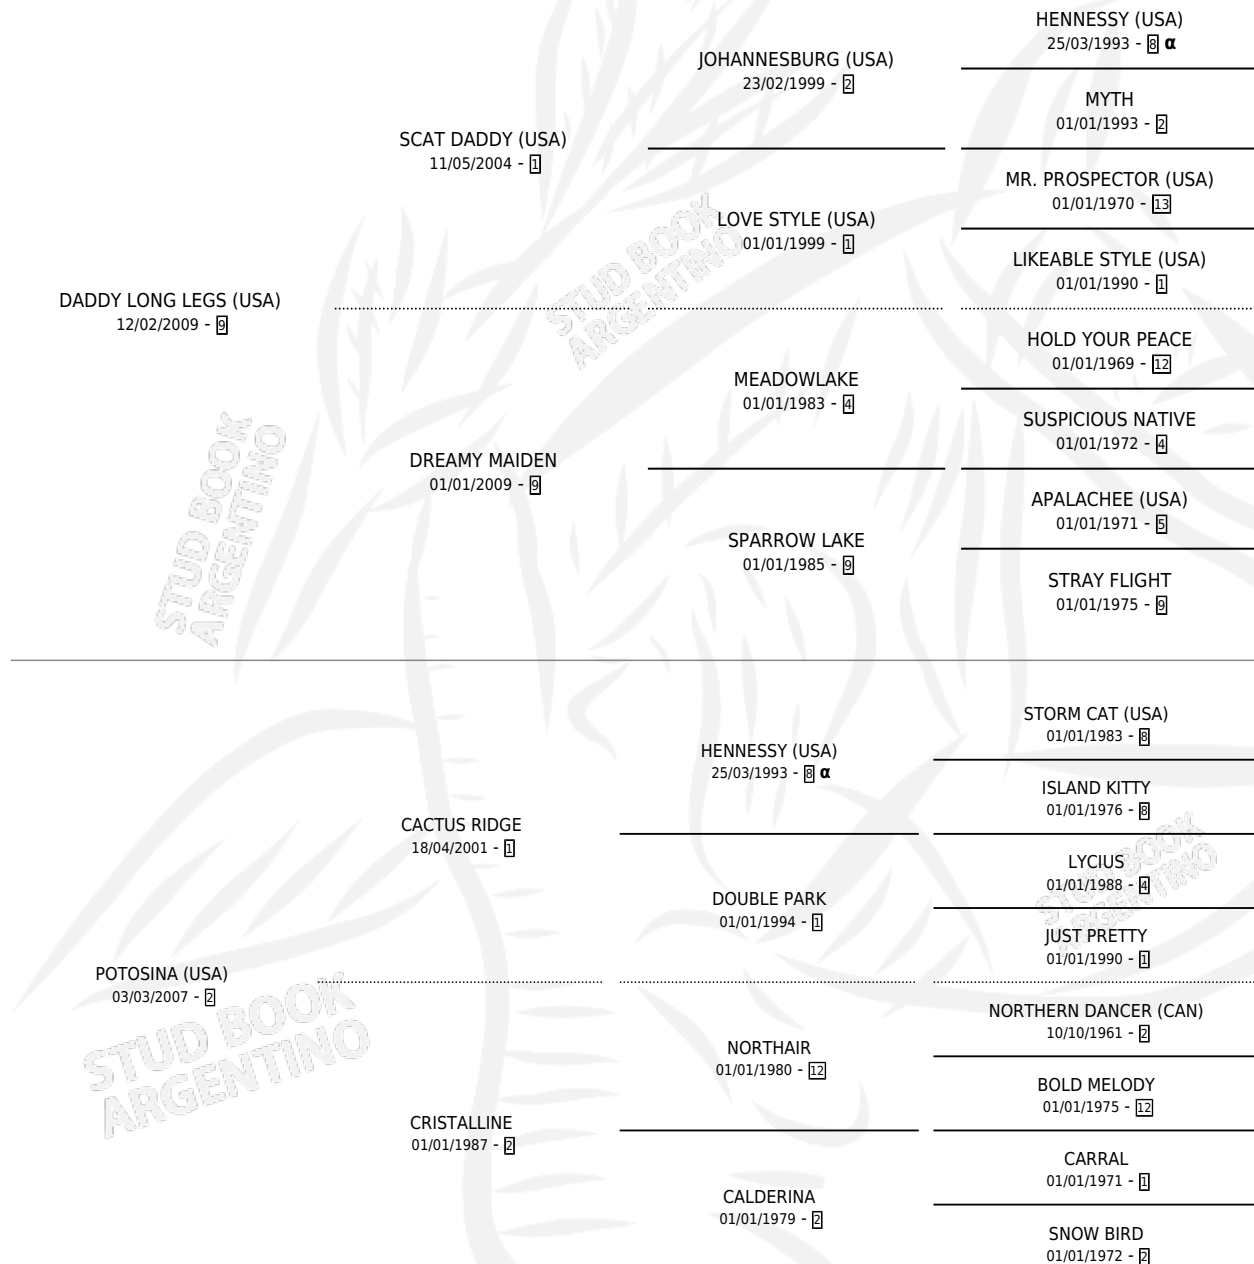 HENNESSY (USA)
25/03/1993 - 8 α
JOHANNESBURG (USA)
23/02/1999 - 2
MYTH
01/01/1993 - 2
SCAT DADDY (USA)
11/05/2004 - 1
MR. PROSPECTOR (USA)
01/01/1970 - 13
LOVE STYLE (USA)
01/01/1999 - 1
LIKEABLE STYLE (USA)
01/01/1990 - 1
STUD BOOK
ARGENTINO
DADDY LONG LEGS (USA)
12/02/2009 - 9
HOLD YOUR PEACE
01/01/1969 - 12
MEADOWLAKE
01/01/1983 - 4
SUSPICIOUS NATIVE
01/01/1972 - 4
DREAMY MAIDEN
01/01/2009 - 9
APALACHEE (USA)
01/01/1971 - 5
SPARROW LAKE
01/01/1985 - 9
STRAY FLIGHT
01/01/1975 - 9
STUD BOOK
ARGENTINO
STORM CAT (USA)
01/01/1983 - 8
HENNESSY (USA)
25/03/1993 - 8 α
ISLAND KITTY
01/01/1976 - 8
CACTUS RIDGE
18/04/2001 - 1
LYCIUS
01/01/1988 - 4
DOUBLE PARK
01/01/1994 - 1
JUST PRETTY
01/01/1990 - 1
STUD BOOK
ARGENTINO
POTOSINA (USA)
03/03/2007 - 2
NORTHERN DANCER (CAN)
10/10/1961 - 2
NORTHAIR
01/01/1980 - 12
BOLD MELODY
01/01/1975 - 12
STUD BOOK
ARGENTINO
CRISTALLINE
01/01/1987 - 2
CARRAL
01/01/1971 - 1
CALDERINA
01/01/1979 - 2
SNOW BIRD
01/01/1972 - 2